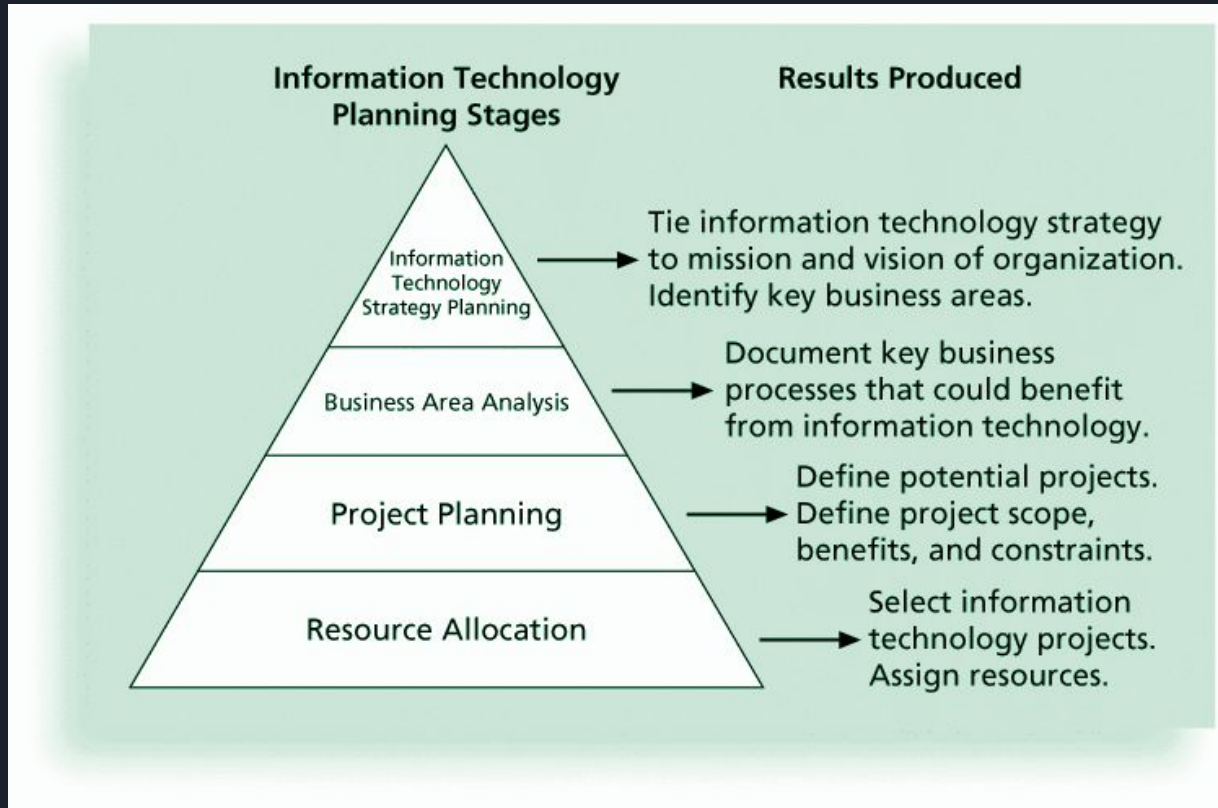 Information Technology
Planning Stages
Results Produced
Information
Technology
Strategy Planning
Tie information technology strategy
to mission and vision of organization.
Identify key business areas.
Business Area Analysis
Document key business
processes that could benefit
from information technology.
Project Planning
Define potential projects.
Define project scope,
benefits, and constraints.
Resource Allocation
Select information
technology projects.
Assign resources.